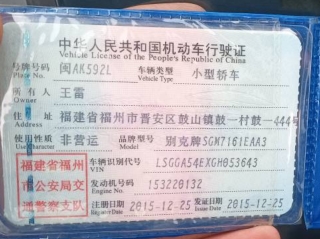 中华人民共和国机动车行驶证
Vehicle License of the People's Republic of China
号牌号码 闽AK592L 车辆类型 小型轿车
Plate No. Vehicle Type
所有人 王雷
Owner
住址 福建省福州市晋安区鼓山镇鼓一村鼓一444号
Address
使用性质 非营运 品牌型号 别克牌SGM7161EAA3
Use Character Model
福建省福州市公安局交通警察支队
车辆识别代号 LSGGA54EXGH053643
VIN
发动机号码 153220132
Engine No.
注册日期 2015-12-25 发证日期 2015-12-25
Register Date Issue Date